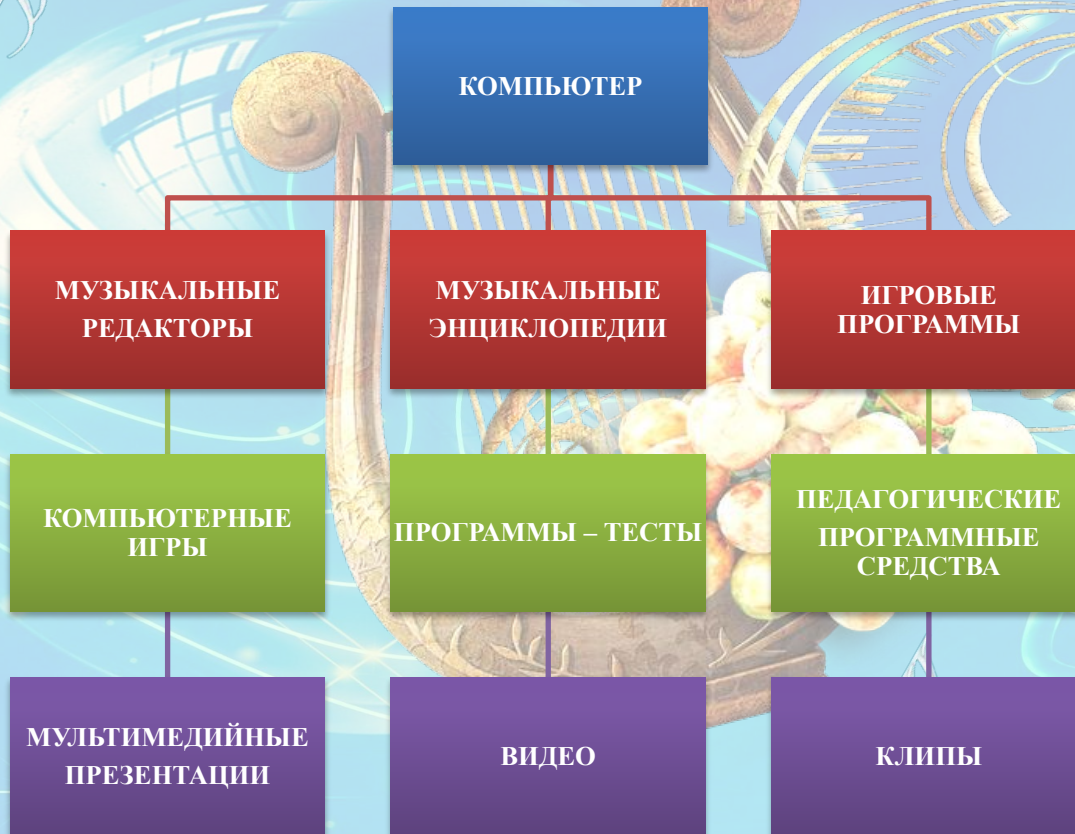 КОМПЬЮТЕР
МУЗЫКАЛЬНЫЕ
РЕДАКТОРЫ
МУЗЫКАЛЬНЫЕ
ЭНЦИКЛОПЕДИИ
ИГРОВЫЕ
ПРОГРАММЫ
КОМПЬЮТЕРНЫЕ
ИГРЫ
ПРОГРАММЫ – ТЕСТЫ
ПЕДАГОГИЧЕСКИЕ
ПРОГРАММНЫЕ
СРЕДСТВА
МУЛЬТИМЕДИЙНЫЕ
ПРЕЗЕНТАЦИИ
ВИДЕО
КЛИПЫ